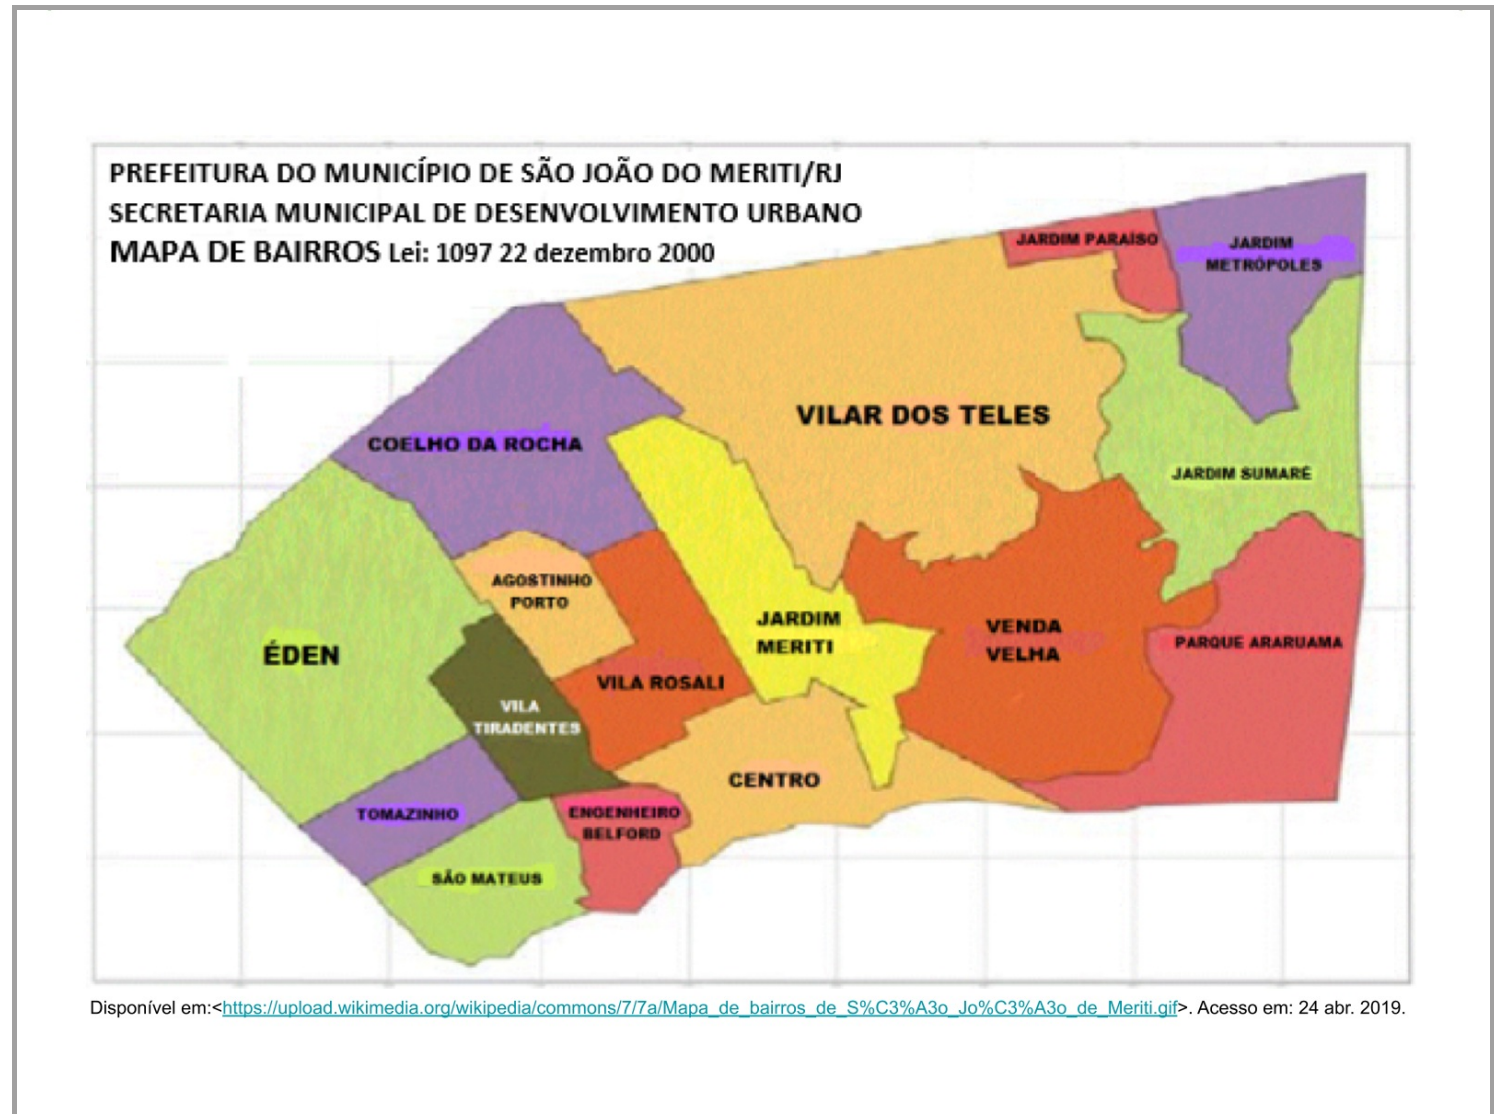 PREFEITURA DO MUNICÍPIO DE SÃO JOÃO DO MERITI/RJ
SECRETARIA MUNICIPAL DE DESENVOLVIMENTO URBANO
MAPA DE BAIRROS Lei: 1097 22 dezembro 2000
JARDIM PARAÍSO
JARDIM
METRÓPOLES
VILAR DOS TELES
COELHO DA ROCHA
JARDIM SUMARÉ
AGOSTINHO
PORTO
JARDIM
MERITI
VENDA
VELHA
PARQUE ARARUAMA
ÉDEN
VILA ROSALI
VILA
TIRADENTES
CENTRO
TOMAZINHO
ENGENHEIRO
BELFORD
SÃO MATEUS
Disponível em:<https://upload.wikimedia.org/wikipedia/commons/7/7a/Mapa_de_bairros_de_S%C3%A3o_Jo%C3%A3o_de_Meriti.gif>. Acesso em: 24 abr. 2019.